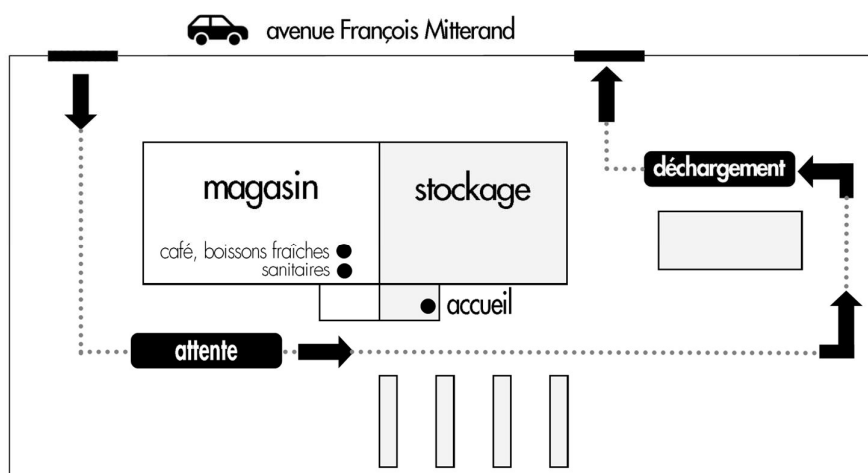 avenue François Mitterand
déchargement
magasin
stockage
café, boissons fraîches
sanitaires
accueil
attente